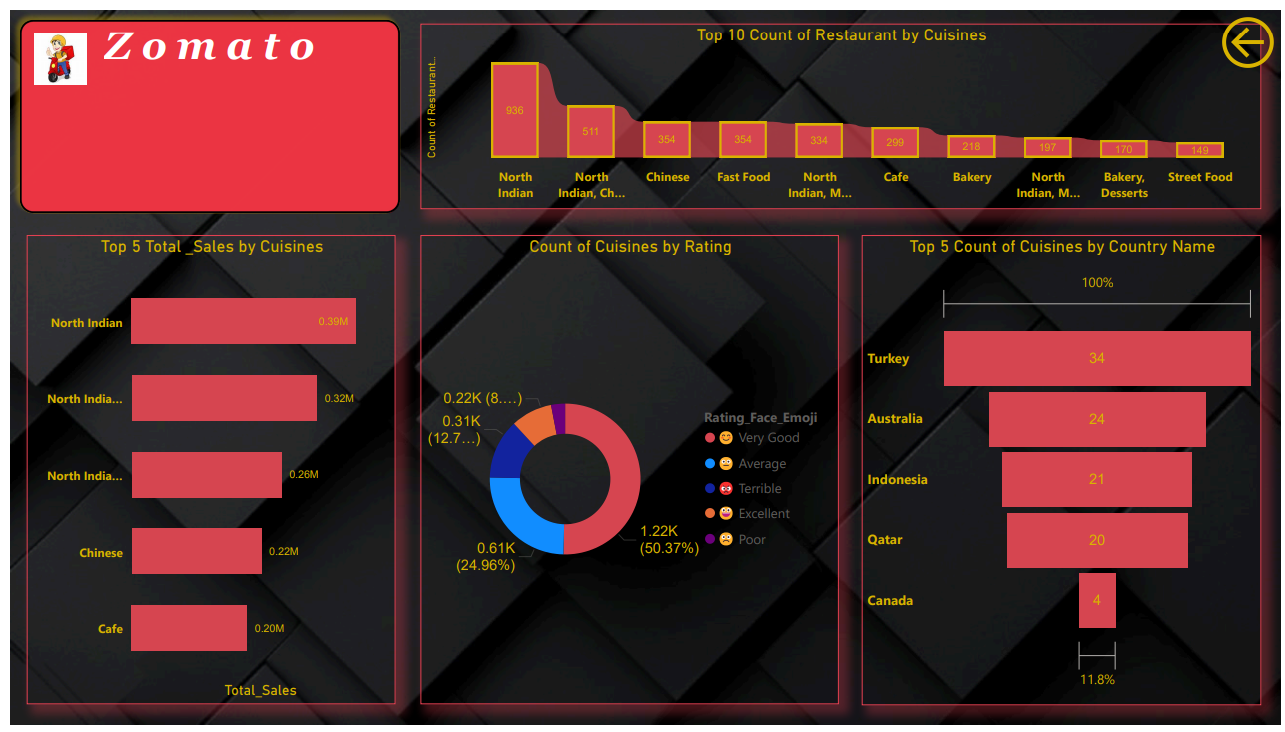 Zomato
Top 10 Count of Restaurant by Cuisines
Count of Restaurant...
936
511
354
354
334
299
218
197
170
149
North Indian
North Indian, Ch...
Chinese
Fast Food
North Indian, M...
Cafe
Bakery
North Indian, M...
Bakery, Desserts
Street Food
Top 5 Total _Sales by Cuisines
North Indian
0.39M
North India...
0.32M
North India...
0.26M
Chinese
0.22M
Cafe
0.20M
Total_Sales
Count of Cuisines by Rating
0.22K (8....)
0.31K
(12.7...)
0.61K
(24.96%)
1.22K
(50.37%)
Rating_Face_Emoji
😊 Very Good
😐 Average
👿 Terrible
😀 Excellent
🙁 Poor
Top 5 Count of Cuisines by Country Name
100%
Turkey
34
Australia
24
Indonesia
21
Qatar
20
Canada
4
11.8%